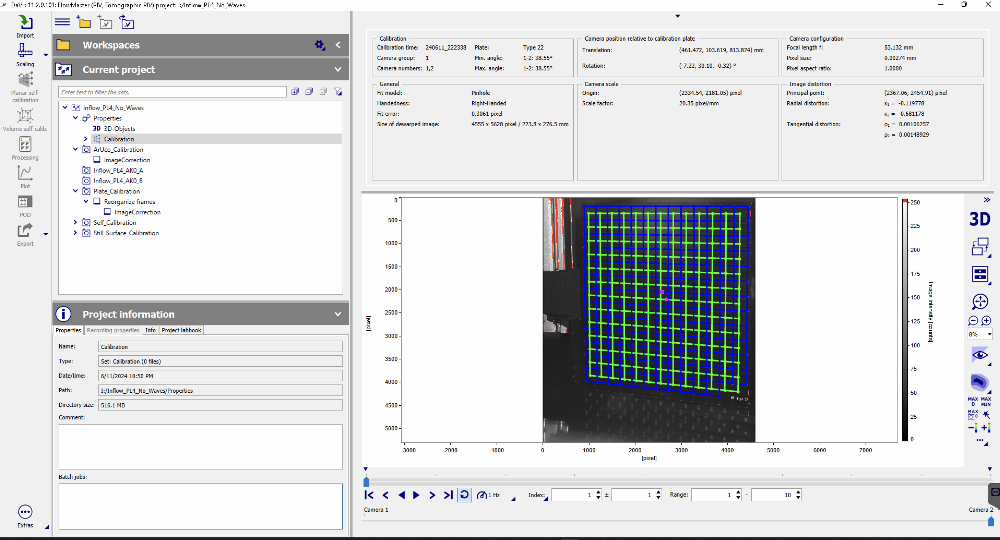 DaVis 11.2.0.103: FlowMaster (PIV, Tomographic PIV) project: I:/Inflow_PL4_No_Waves
Import
Scaling
Planar self-
calibration
Volume self-calib.
Processing
Plot
POD
Export
Extras
Workspaces
Current project
Enter text to filter the sets.
Inflow_PL4_No_Waves
Properties
3D 3D-Objects
Calibration
ArUco_Calibration
ImageCorrection
Inflow_PL4_AK0_A
Inflow_PL4_AK0_B
Plate_Calibration
Reorganize frames
ImageCorrection
Self_Calibration
Still_Surface_Calibration
Project information
Properties Recording properties Info Project labbook
Name: Calibration
Type: Set: Calibration (0 files)
Date/time: 6/11/2024 10:50 PM
Path: I:/Inflow_PL4_No_Waves/Properties
Directory size: 516.1 MB
Comment:
Batch jobs:
Calibration
Calibration time: 240611_222338 Plate: Type 22
Camera group: 1 Min. angle: 1-2: 38.55°
Camera numbers: 1,2 Max. angle: 1-2: 38.55°
Camera position relative to calibration plate
Translation: (461.472, 103.619, 813.874) mm
Rotation: (-7.22, 30.10, -0.32) °
Camera configuration
Focal length f: 53.132 mm
Pixel size: 0.00274 mm
Pixel aspect ratio: 1.0000
General
Fit model: Pinhole
Handedness: Right-Handed
Fit error: 0.3061 pixel
Size of dewarped image: 4555 x 5628 pixel / 223.8 x 276.5 mm
Camera scale
Origin: (2334.54, 2181.05) pixel
Scale factor: 20.35 pixel/mm
Image distortion
Principal point: (2367.06, 2454.91) pixel
Radial distortion: κ₁ = -0.119778
κ₂ = -0.681178
Tangential distortion: ρ₁ = 0.00106257
ρ₂ = 0.00148929
0
500
1000
1500
2000
2500
3000
3500
4000
4500
5000
[pixel]
-3000 -2000 -1000 0 1000 2000 3000 4000 5000 6000 7000
[pixel]
Type 22
250
225
200
175
150
125
100
75
50
25
0
Image intensity [counts]
3D
8%
MAX MAX
0 MIN
MAX
0
1 Hz Index: 1 ± 1 Range: 1 - 10
Camera 1
Camera 2